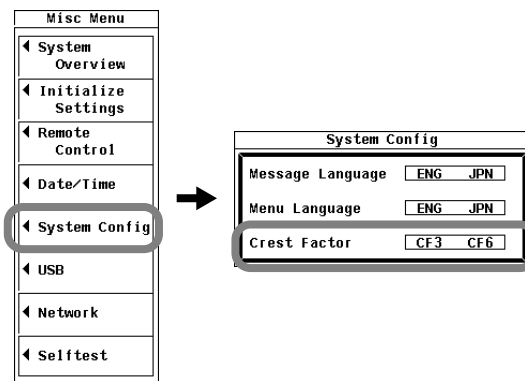 Misc Menu
System
Overview
Initialize
Settings
Remote
Control
Date/Time
System Config
USB
Network
Selftest
System Config
Message Language ENG JPN
Menu Language ENG JPN
Crest Factor CF3 CF6